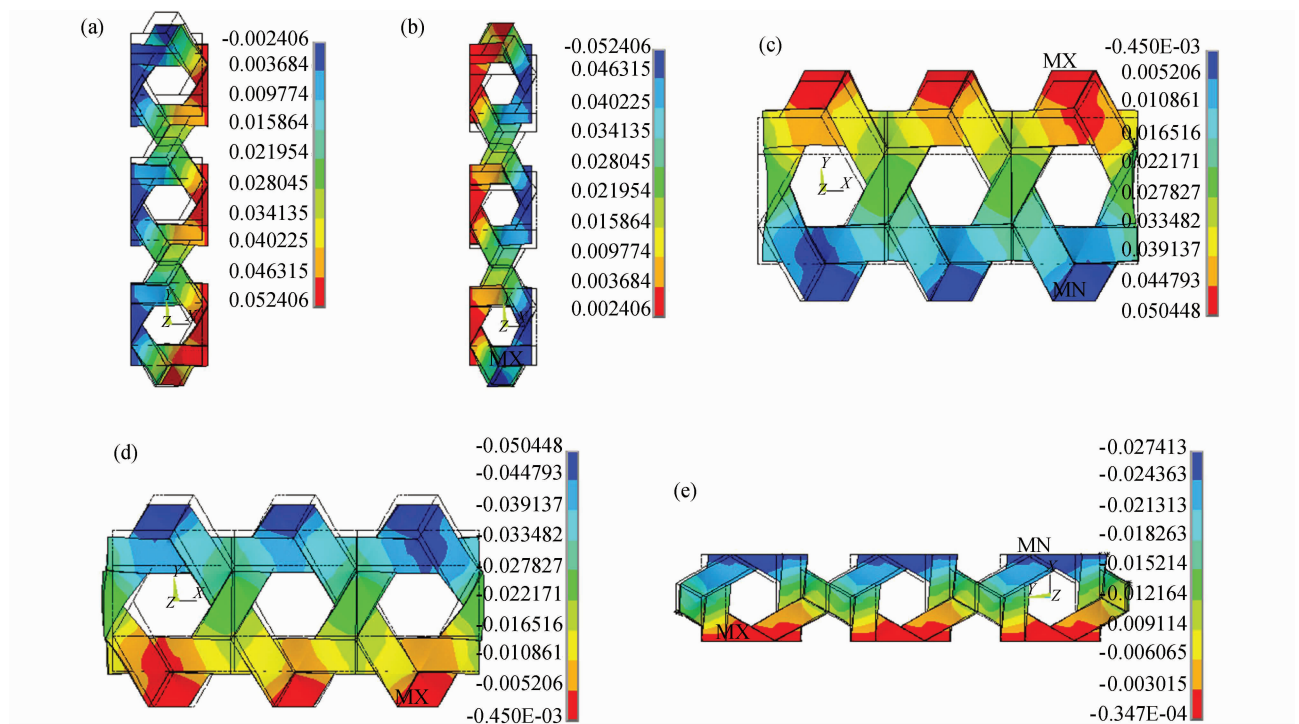 (a)
-0.002406
0.003684
0.009774
0.015864
0.021954
0.028045
0.034135
0.040225
0.046315
0.052406
Y
Z
X
(b)
-0.052406
0.046315
0.040225
0.034135
0.028045
0.021954
0.015864
0.009774
0.003684
0.002406
Z
MX
(c)
MX
-0.450E-03
0.005206
0.010861
0.016516
0.022171
0.027827
0.033482
0.039137
0.044793
0.050448
Y
Z
X
MN
(d)
-0.050448
-0.044793
-0.039137
-0.033482
-0.027827
-0.022171
-0.016516
-0.010861
-0.005206
-0.450E-03
Y
Z
X
MX
(e)
-0.027413
-0.024363
-0.021313
-0.018263
-0.015214
-0.012164
-0.009114
-0.006065
-0.003015
-0.347E-04
MN
X
Y
Z
MX